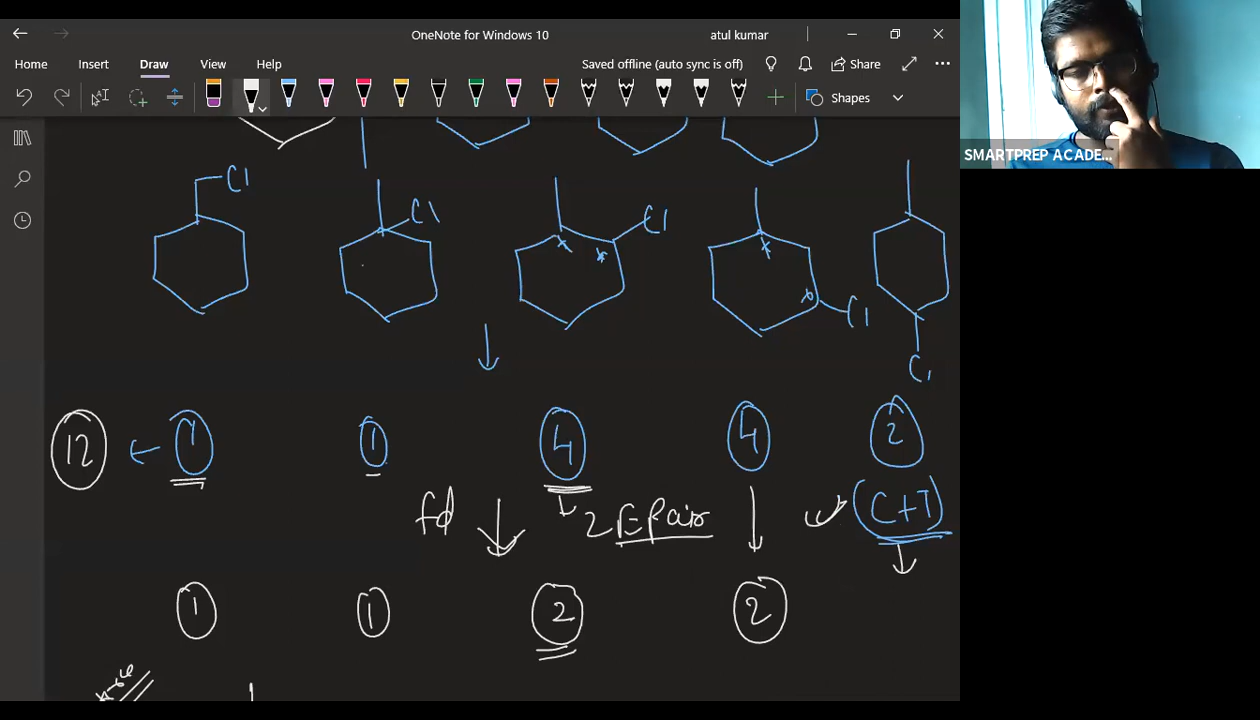 OneNote for Windows 10
atul kumar
Home Insert Draw View Help
Saved offline (auto sync is off)
Share
Shapes
SMARTPREP ACADE...
Cl
Cl
Cl
Cl
Cl
12 ← 1 1 4 4 2
fd 2 E Pair (C+T)
1 1 2 2